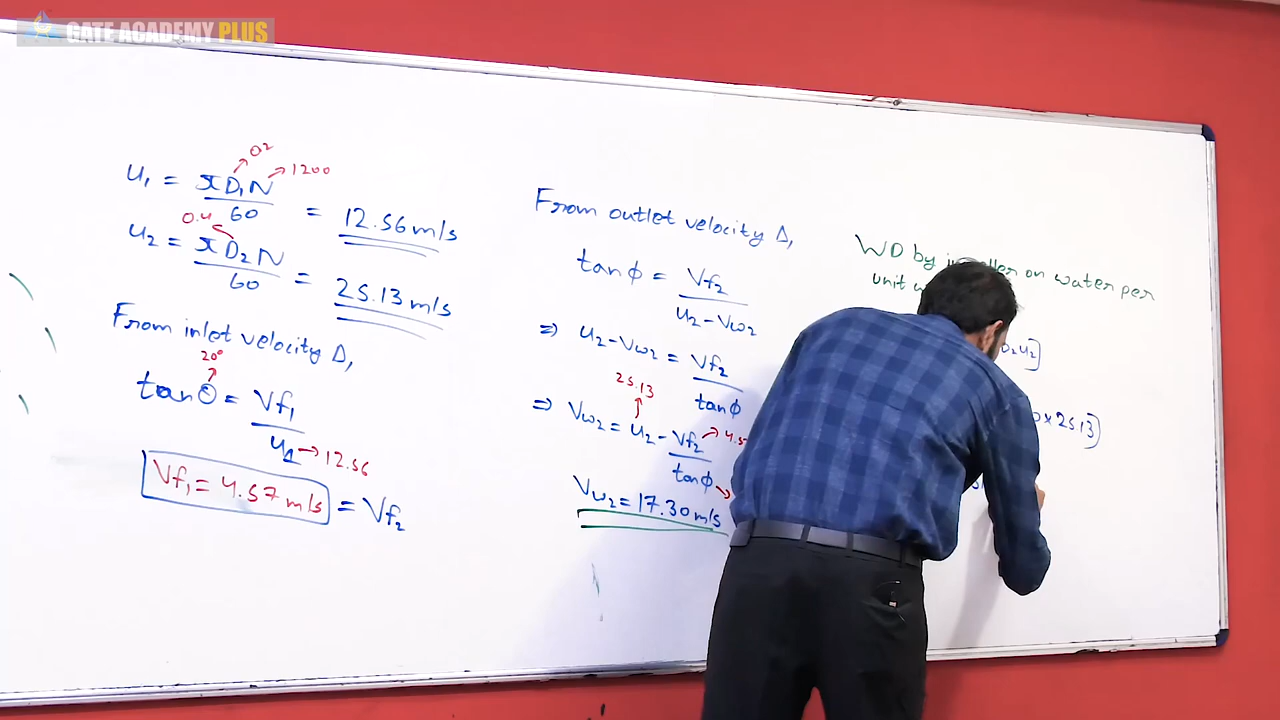 GATE ACADEMY PLUS
u₁ = πD₁N / 60 = 12.56 m/s
0.2
1200
u₂ = πD₂N / 60 = 25.13 m/s
0.4
From inlet velocity Δ,
20°
tan θ = Vf₁ / u₁ → 12.56
Vf₁ = 4.57 m/s = Vf₂
From outlet velocity Δ,
tan ϕ = Vf₂ / u₂ - Vw₂
⇒ u₂ - Vw₂ = Vf₂ / tan ϕ
25.13
⇒ Vw₂ = u₂ - Vf₂ / tan ϕ
Vw₂ = 17.30 m/s
WD by on water per
unit
u₂]
× 25.13]